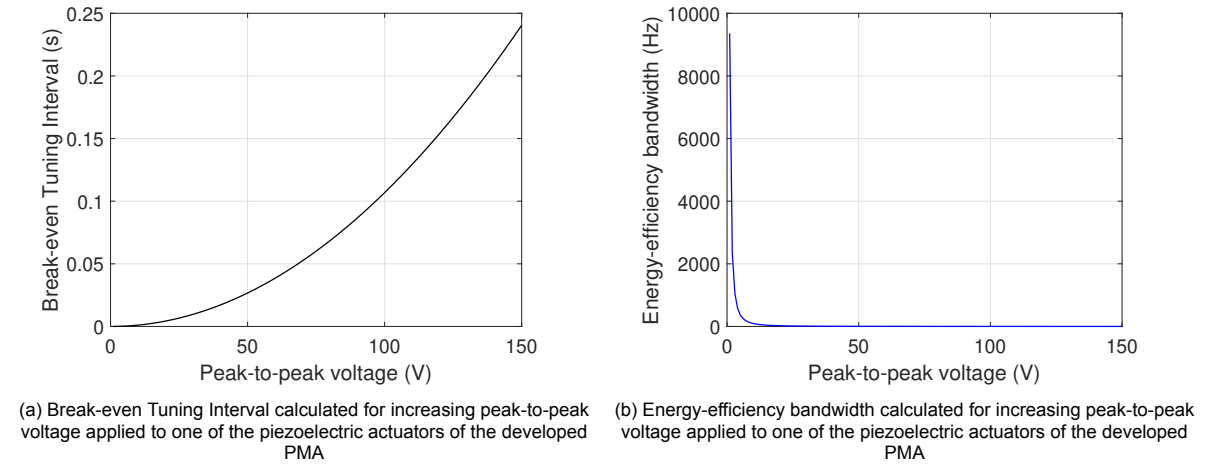 Break-even Tuning Interval (s)
0.25
0.2
0.15
0.1
0.05
0
0 50 100 150
Peak-to-peak voltage (V)
Energy-efficiency bandwidth (Hz)
10000
8000
6000
4000
2000
0
0 50 100 150
Peak-to-peak voltage (V)
(a) Break-even Tuning Interval calculated for increasing peak-to-peak
voltage applied to one of the piezoelectric actuators of the developed
PMA
(b) Energy-efficiency bandwidth calculated for increasing peak-to-peak
voltage applied to one of the piezoelectric actuators of the developed
PMA